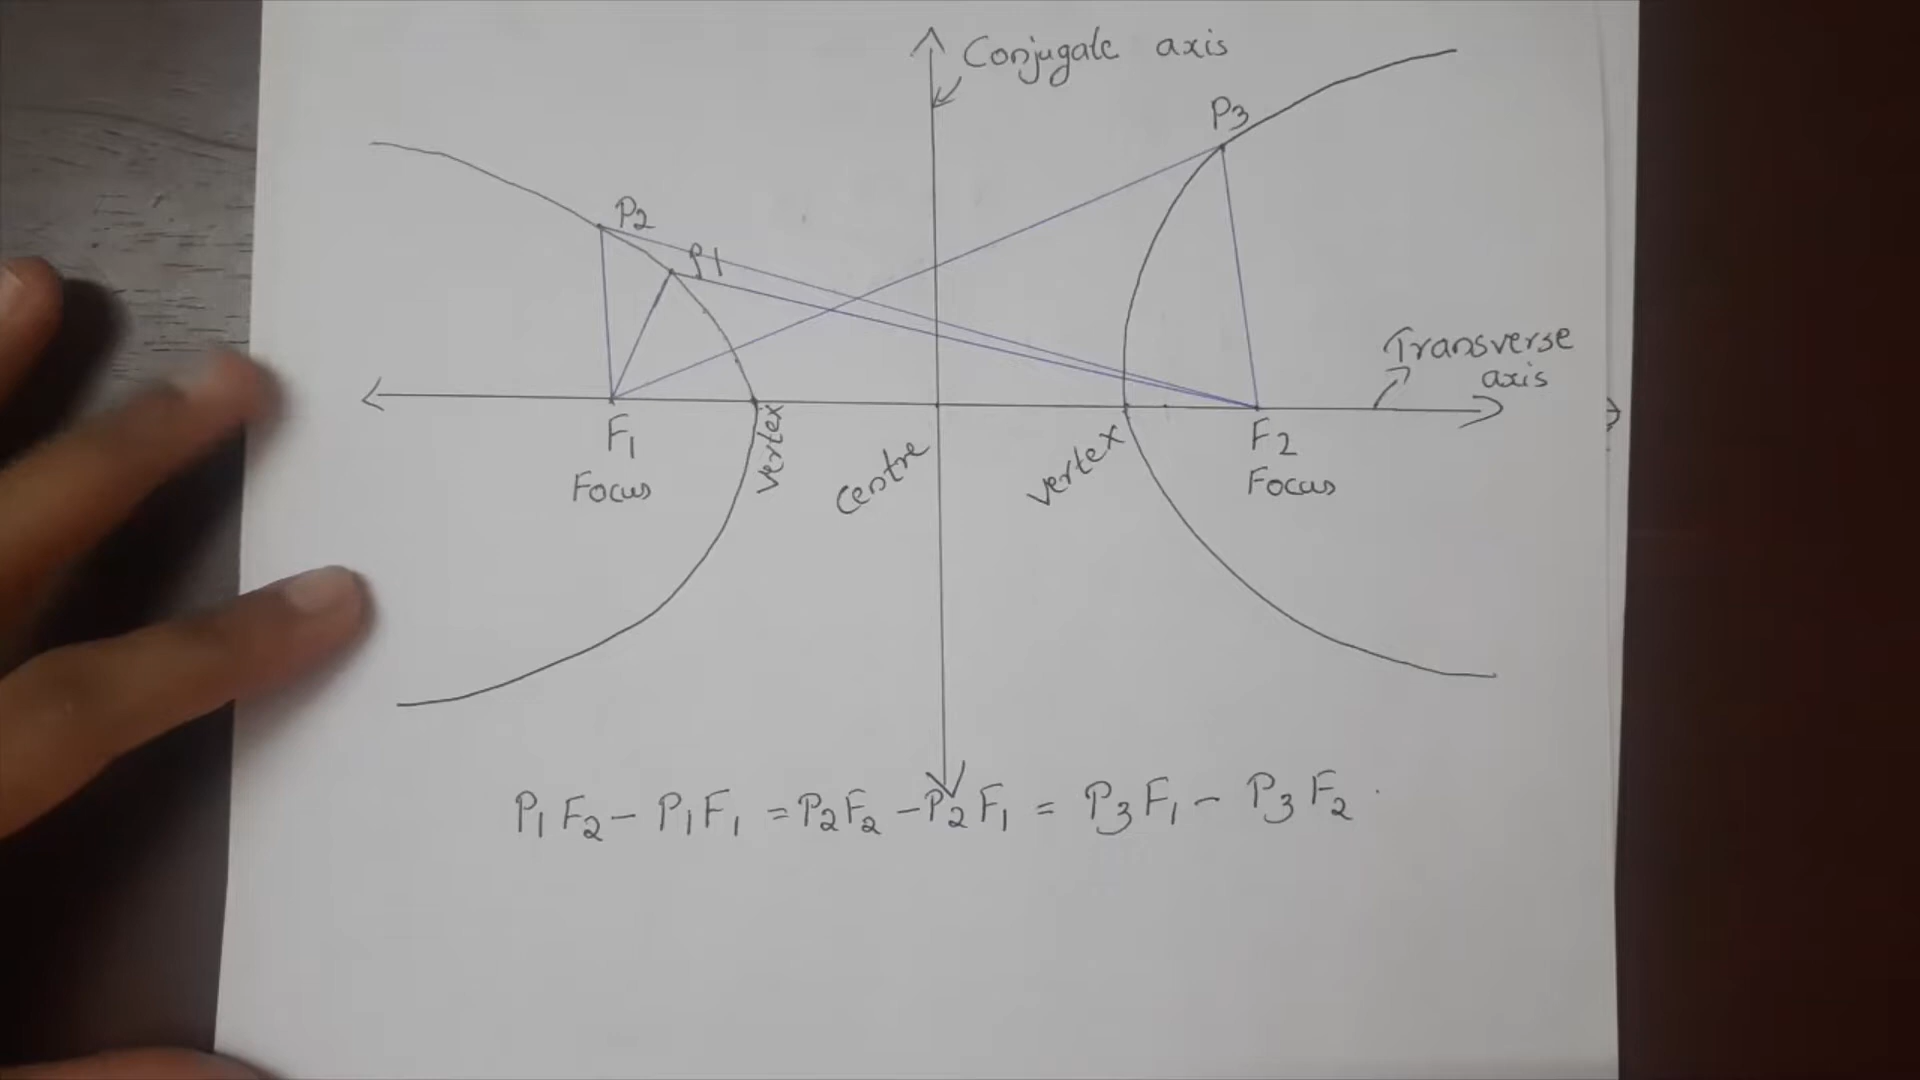 Conjugate axis
P3
P2
P1
Transverse
axis
F1
Focus
vertex
Centre
vertex
F2
Focus
P1F2 - P1F1 = P2F2 - P2F1 = P3F1 - P3F2